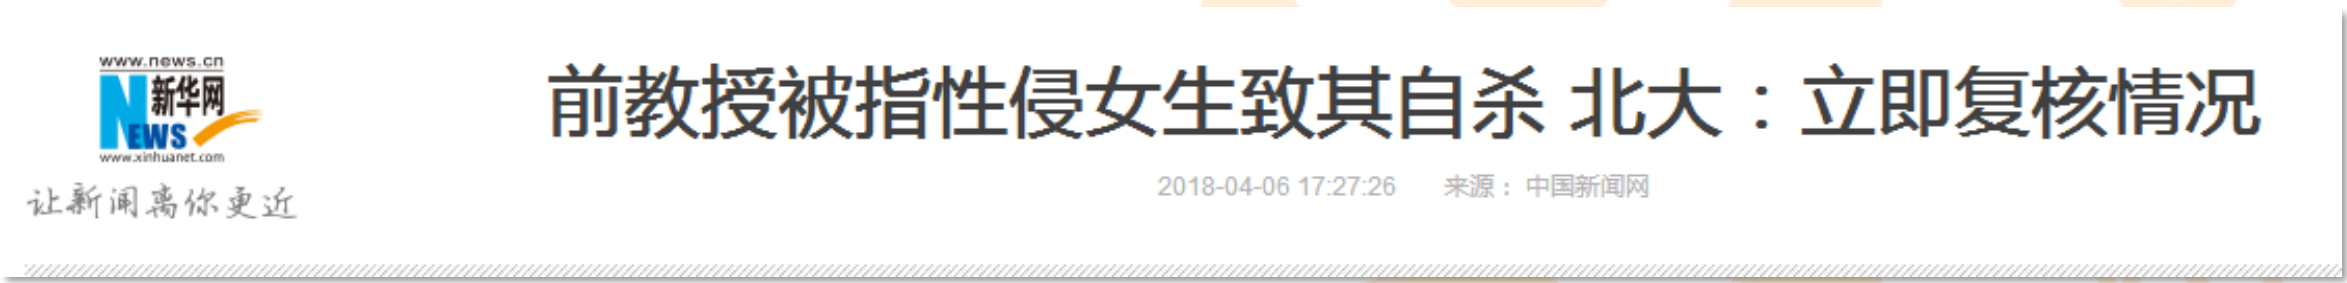 www.news.cn
新华网
NEWS
www.xinhuanet.com
让新闻离你更近
前教授被指性侵女生致其自杀 北大：立即复核情况
2018-04-06 17:27:26 来源： 中国新闻网